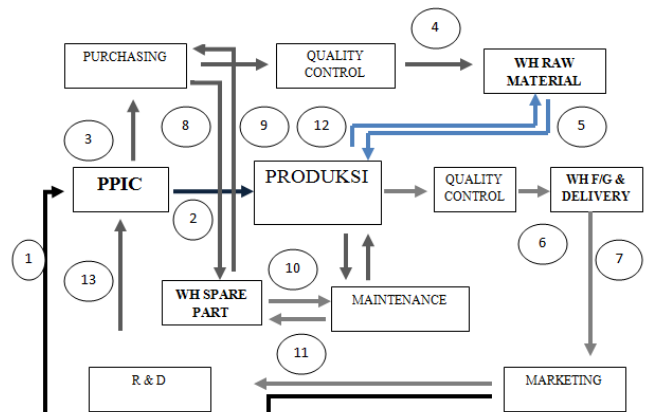 4
PURCHASING
QUALITY
CONTROL
WH RAW
MATERIAL
3
8
9
12
5
PPIC
2
PRODUKSI
QUALITY
CONTROL
WH F/G &
DELIVERY
1
13
6
7
10
WH SPARE
PART
MAINTENANCE
11
R & D
MARKETING